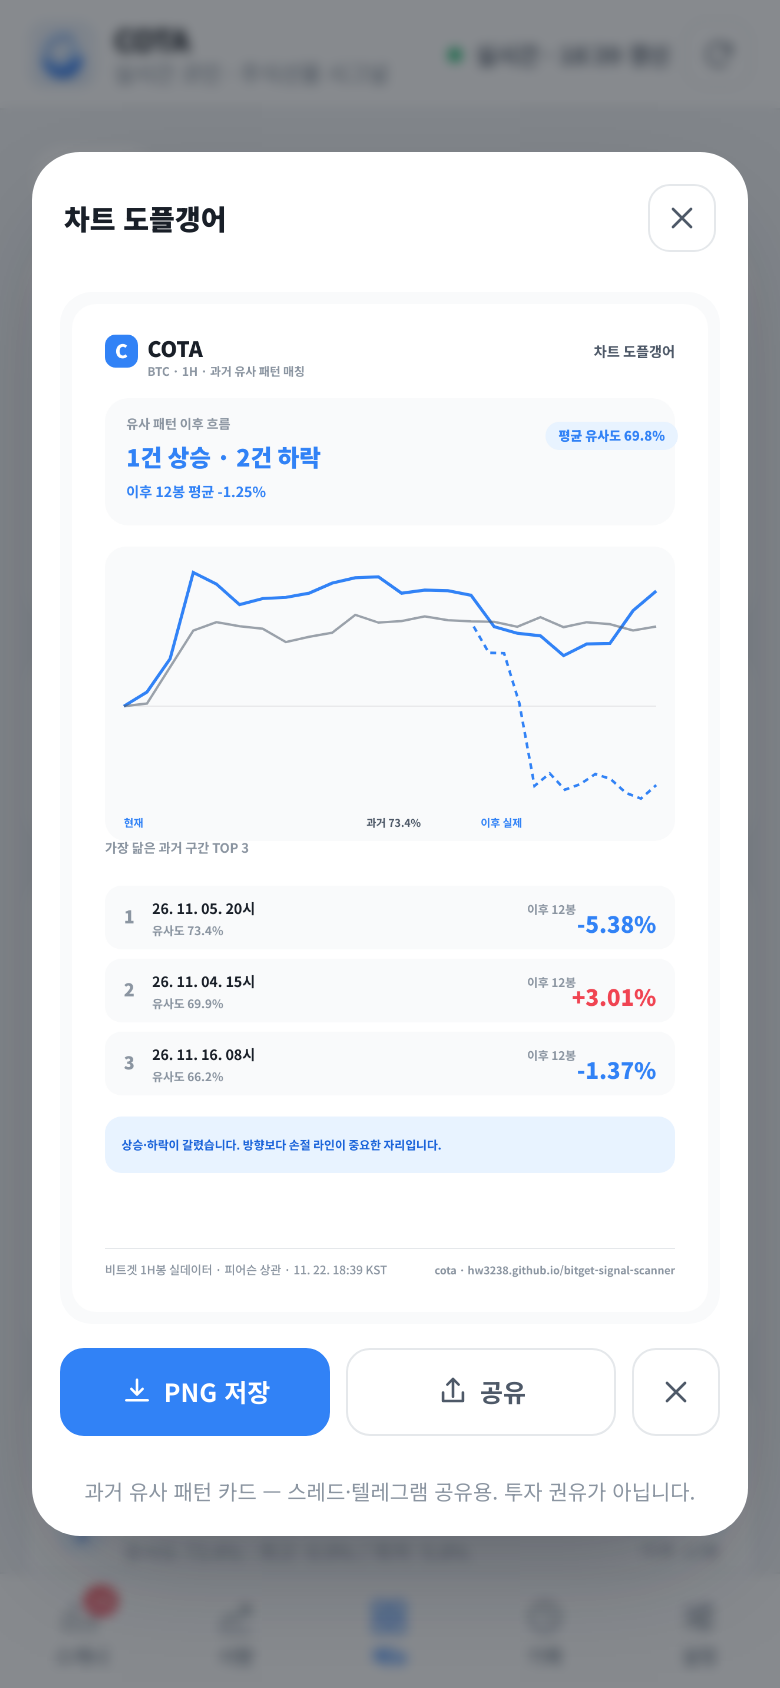 COTA
차트 도플갱어
C COTA
BTC · 1H · 과거 유사 패턴 매칭
차트 도플갱어
유사 패턴 이후 흐름
1건 상승 · 2건 하락
이후 12봉 평균 -1.25%
평균 유사도 69.8%
현재
과거 73.4%
이후 실제
가장 닮은 과거 구간 TOP 3
1
26. 11. 05. 20시
유사도 73.4%
이후 12봉
-5.38%
2
26. 11. 04. 15시
유사도 69.9%
이후 12봉
+3.01%
3
26. 11. 16. 08시
유사도 66.2%
이후 12봉
-1.37%
상승·하락이 갈렸습니다. 방향보다 손절 라인이 중요한 자리입니다.
비트겟 1H봉 실데이터 · 피어슨 상관 · 11. 22. 18:39 KST
cota · hw3238.github.io/bitget-signal-scanner
PNG 저장
공유
과거 유사 패턴 카드 — 스레드·텔레그램 공유용. 투자 권유가 아닙니다.